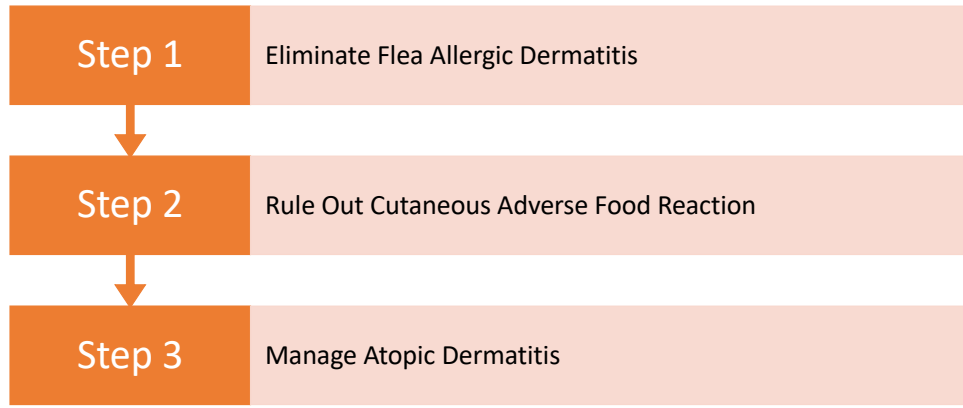 Step 1
Eliminate Flea Allergic Dermatitis
Step 2
Rule Out Cutaneous Adverse Food Reaction
Step 3
Manage Atopic Dermatitis